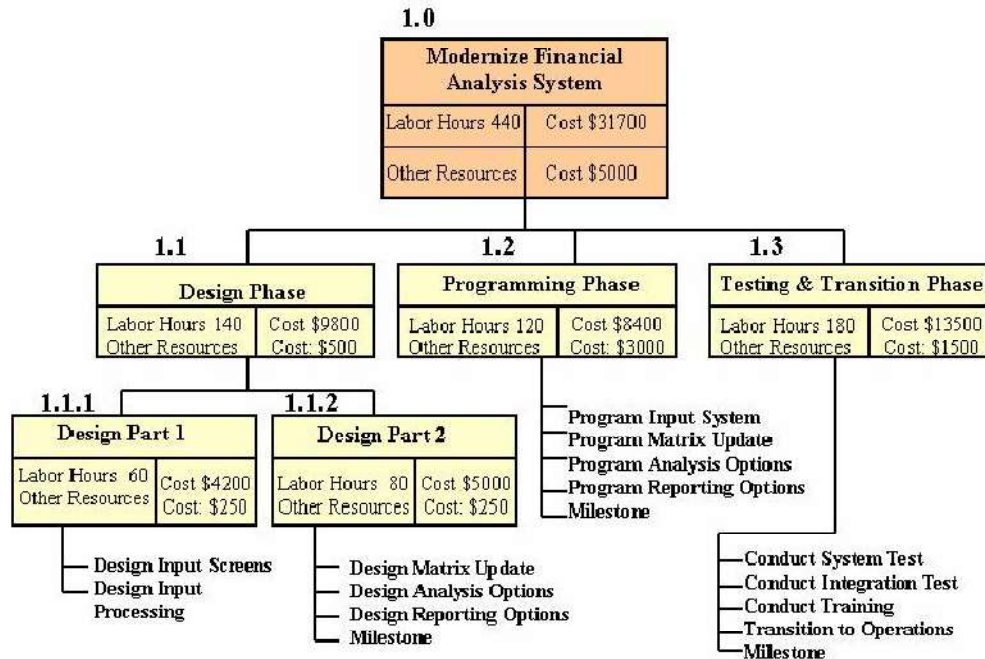 1.0
Modernize Financial
Analysis System
Labor Hours 440 Cost $31700
Other Resources Cost $5000
1.1
Design Phase
Labor Hours 140 Cost $9800
Other Resources Cost: $500
1.2
Programming Phase
Labor Hours 120 Cost $8400
Other Resources Cost: $3000
1.3
Testing & Transition Phase
Labor Hours 180 Cost $13500
Other Resources Cost: $1500
1.1.1
Design Part 1
Labor Hours 60 Cost $4200
Other Resources Cost: $250
1.1.2
Design Part 2
Labor Hours 80 Cost $5000
Other Resources Cost: $250
Design Input Screens
Design Input
Processing
Design Matrix Update
Design Analysis Options
Design Reporting Options
Milestone
Program Input System
Program Matrix Update
Program Analysis Options
Program Reporting Options
Milestone
Conduct System Test
Conduct Integration Test
Conduct Training
Transition to Operations
Milestone